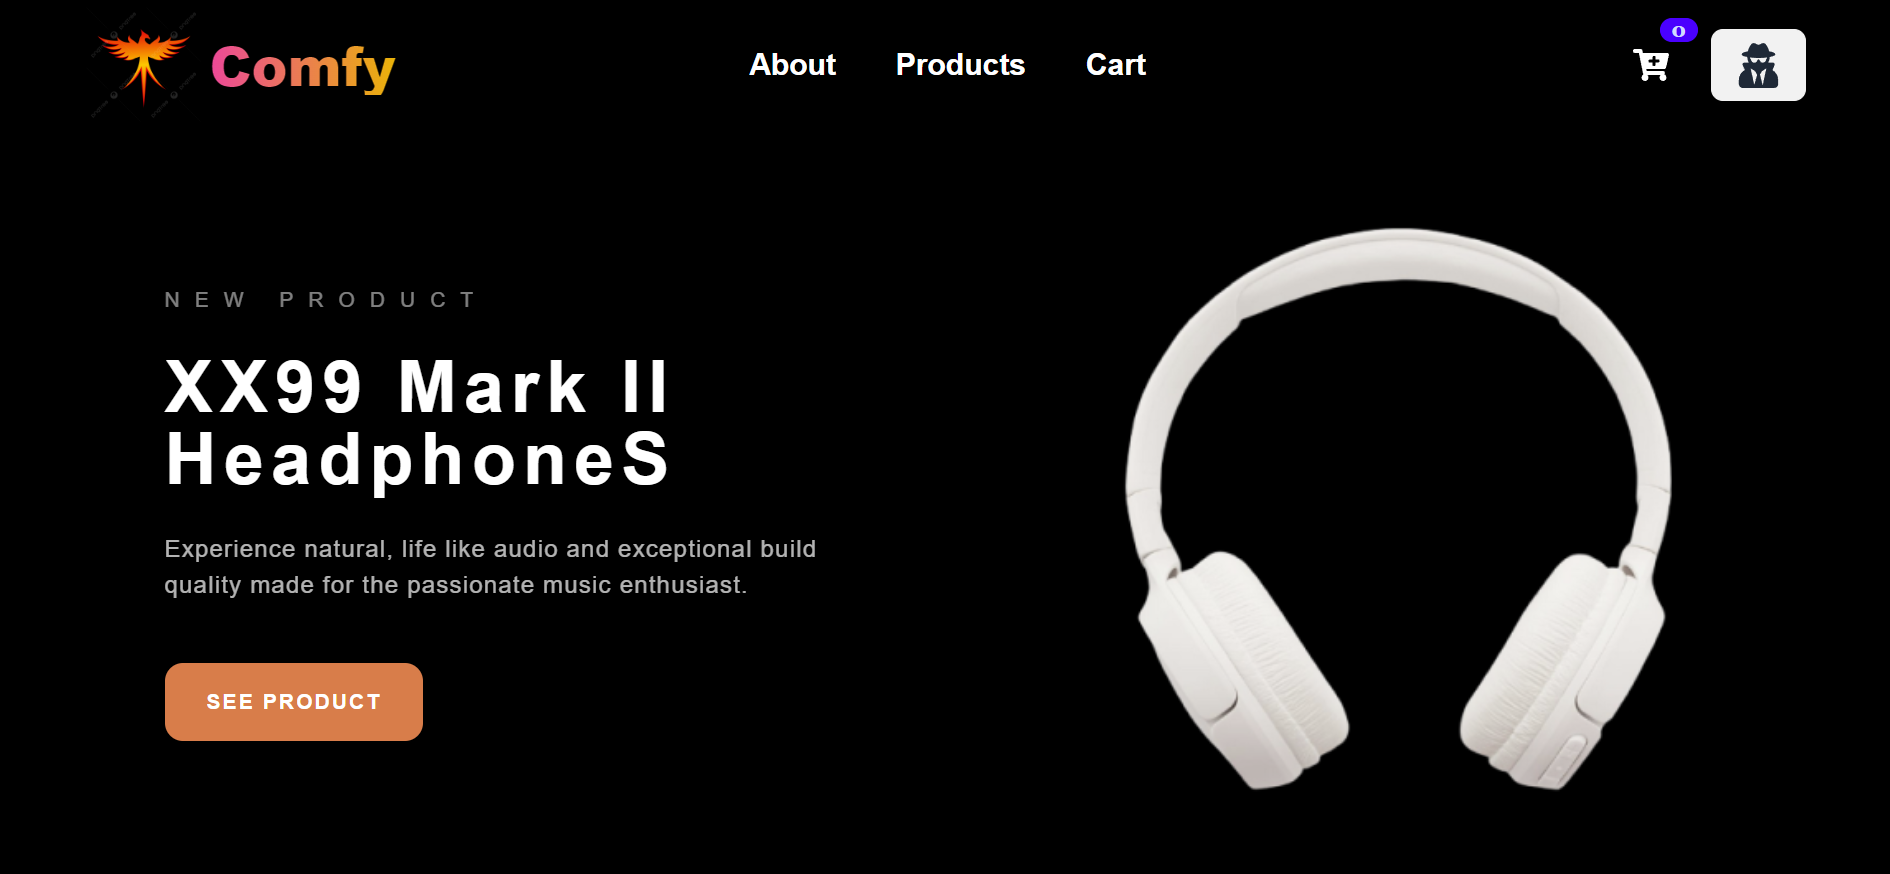 Comfy
About
Products
Cart
0
NEW PRODUCT
XX99 Mark II
HeadphoneS
Experience natural, life like audio and exceptional build
quality made for the passionate music enthusiast.
SEE PRODUCT